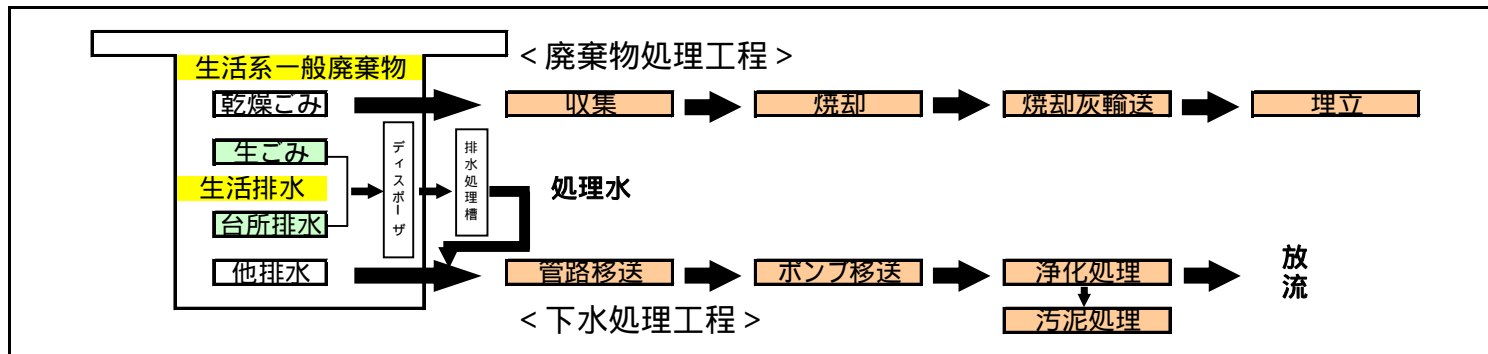 <廃棄物処理工程>
生活系一般廃棄物
乾燥ごみ
収集
焼却
焼却灰輸送
埋立
生ごみ
生活排水
台所排水
ディスポーザ
排水処理槽
処理水
他排水
管路移送
ポンプ移送
浄化処理
放流
汚泥処理
<下水処理工程>